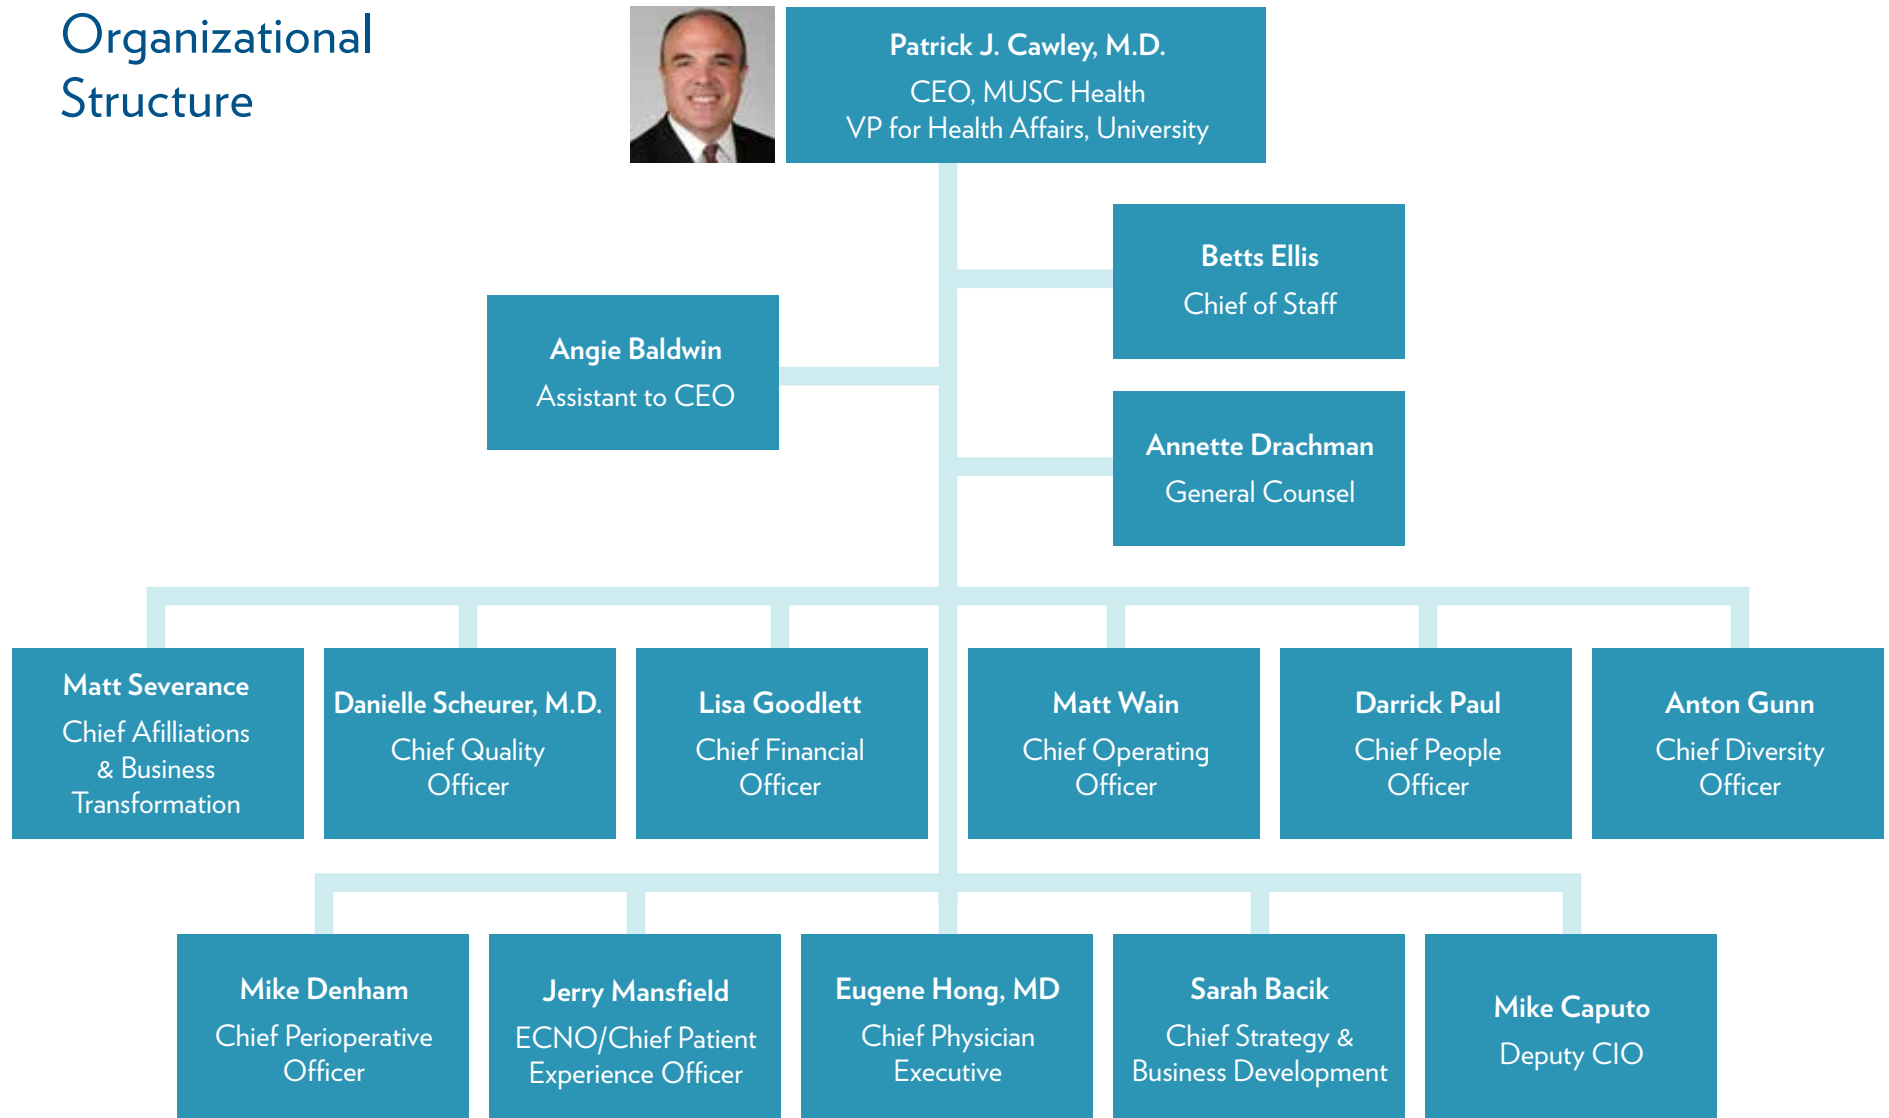 Organizational
Structure
Patrick J. Cawley, M.D.
CEO, MUSC Health
VP for Health Affairs, University
Betts Ellis
Chief of Staff
Angie Baldwin
Assistant to CEO
Annette Drachman
General Counsel
Matt Severance
Chief Afilliations
& Business
Transformation
Danielle Scheurer, M.D.
Chief Quality
Officer
Lisa Goodlett
Chief Financial
Officer
Matt Wain
Chief Operating
Officer
Darrick Paul
Chief People
Officer
Anton Gunn
Chief Diversity
Officer
Mike Denham
Chief Perioperative
Officer
Jerry Mansfield
ECNO/Chief Patient
Experience Officer
Eugene Hong, MD
Chief Physician
Executive
Sarah Bacik
Chief Strategy &
Business Development
Mike Caputo
Deputy CIO